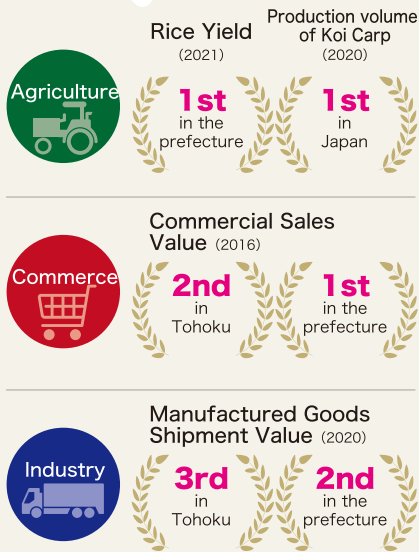 Agriculture
Rice Yield
(2021)
1st
in the
prefecture
Production volume
of Koi Carp
(2020)
1st
in
Japan
Commerce
Commercial Sales
Value (2016)
2nd
in
Tohoku
1st
in the
prefecture
Industry
Manufactured Goods
Shipment Value (2020)
3rd
in
Tohoku
2nd
in the
prefecture